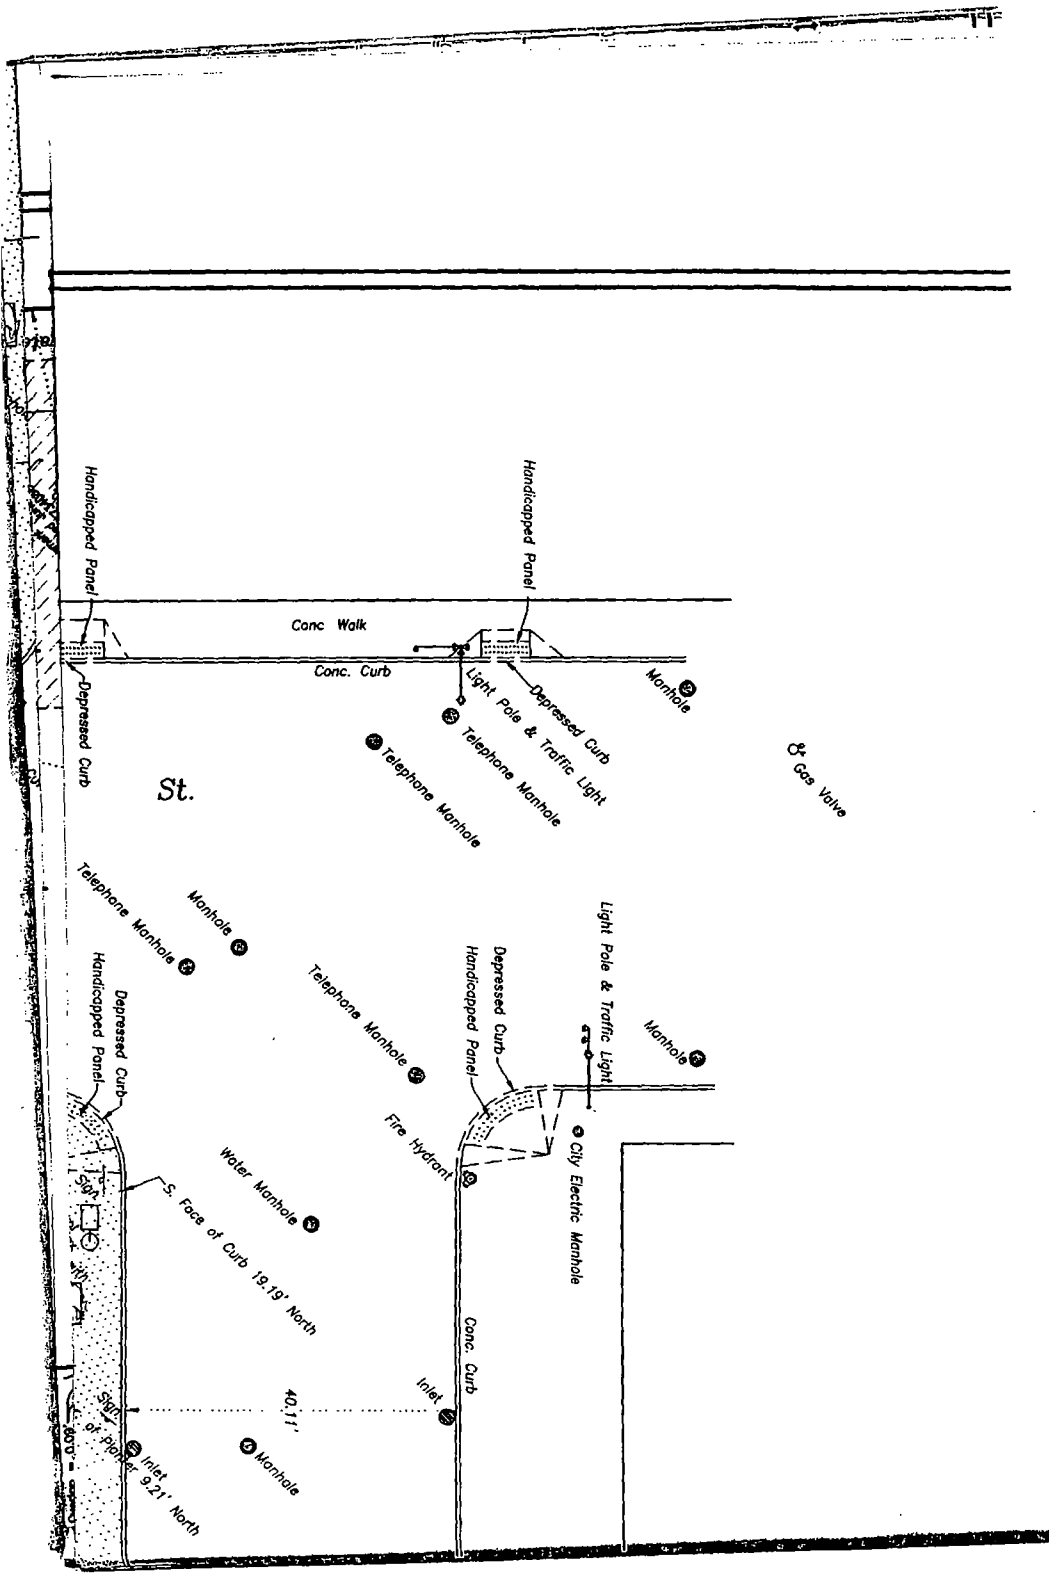 Handicapped Panel
Handicapped Panel
Conc Walk
Conc. Curb
Depressed Curb
Depressed Curb
Light Pole & Traffic Light
Manhole
Telephone Manhole
Telephone Manhole
Gas Valve
St.
Telephone Manhole
Manhole
Telephone Manhole
Light Pole & Traffic Light
Manhole
Depressed Curb
Handicapped Panel
Depressed Curb
Handicapped Panel
Fire Hydrant
City Electric Manhole
Water Manhole
Sign
S. Face of Curb 19.19' North
Conc. Curb
40.11'
Inlet
Sign
Inlet
Manhole
of Planter 9.21' North